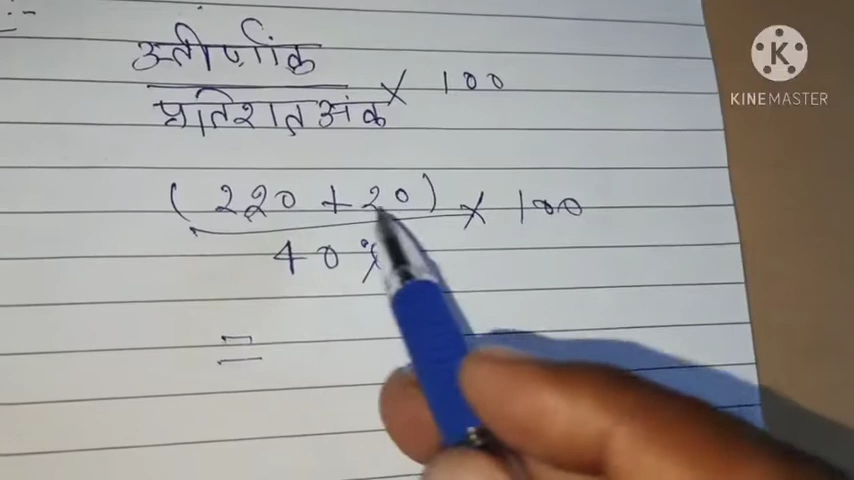 :-
उत्तीर्णांक
प्रतिशत अंक × 100
(220 + 20) × 100
40%
=
K
KINEMASTER